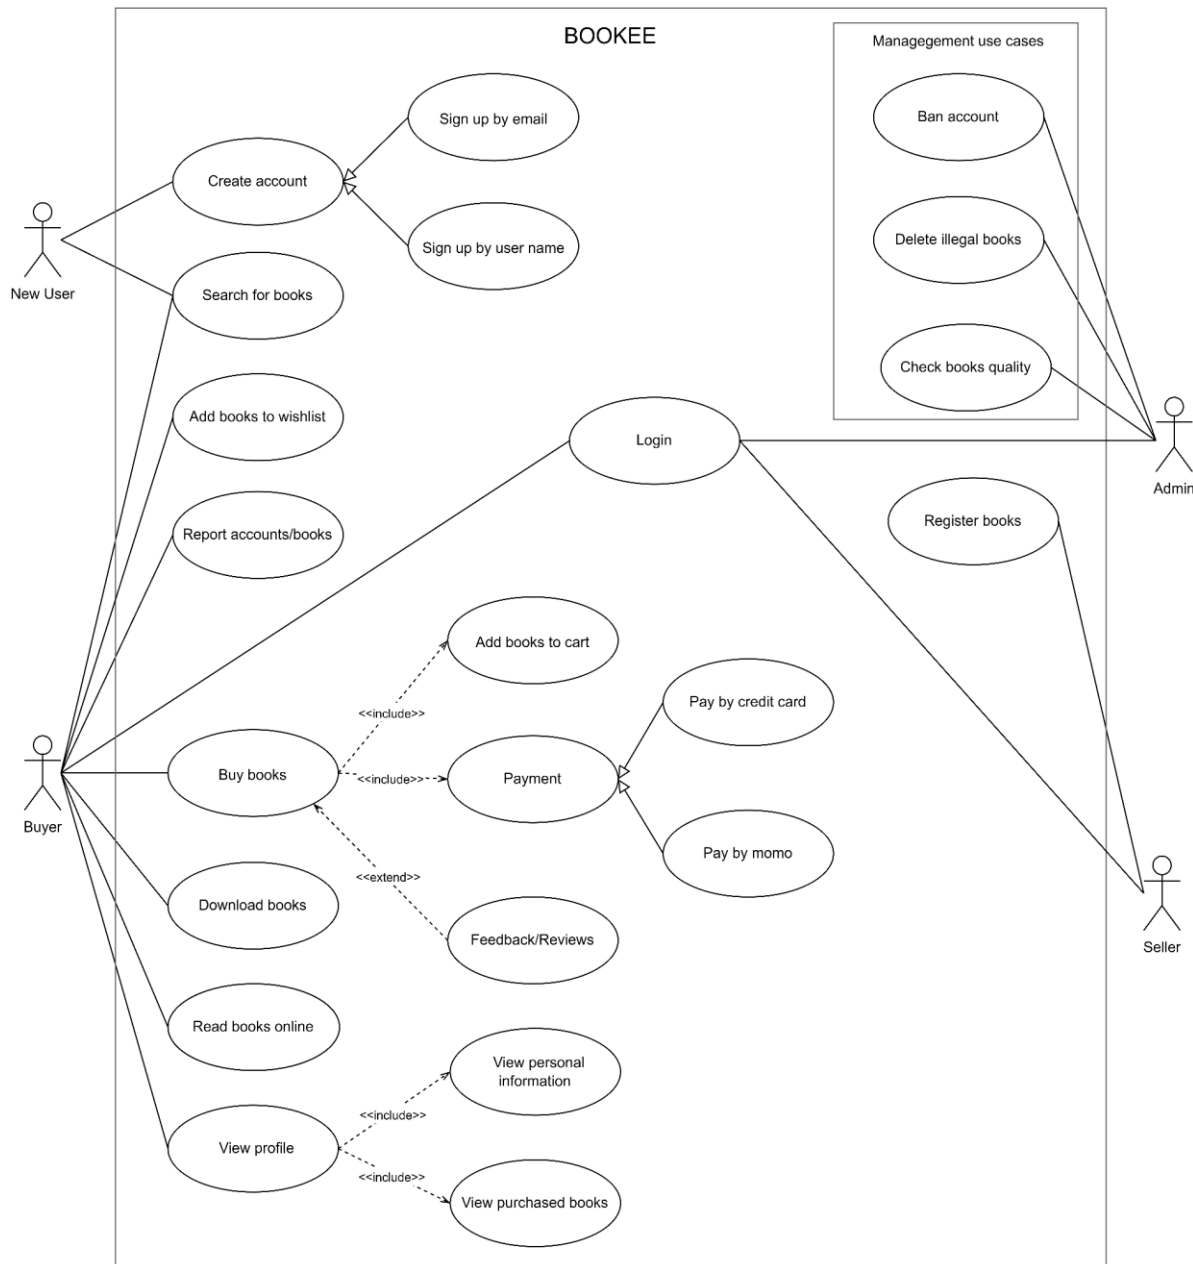 BOOKEE
Managegement use cases
Ban account
Sign up by email
Create account
Delete illegal books
Sign up by user name
New User
Search for books
Check books quality
Add books to wishlist
Login
Admin
Register books
Report accounts/books
Add books to cart
Pay by credit card
<<include>>
Buy books
<<include>>
Payment
Buyer
Pay by momo
<<extend>>
Download books
Feedback/Reviews
Seller
Read books online
View personal
information
<<include>>
View profile
<<include>>
View purchased books